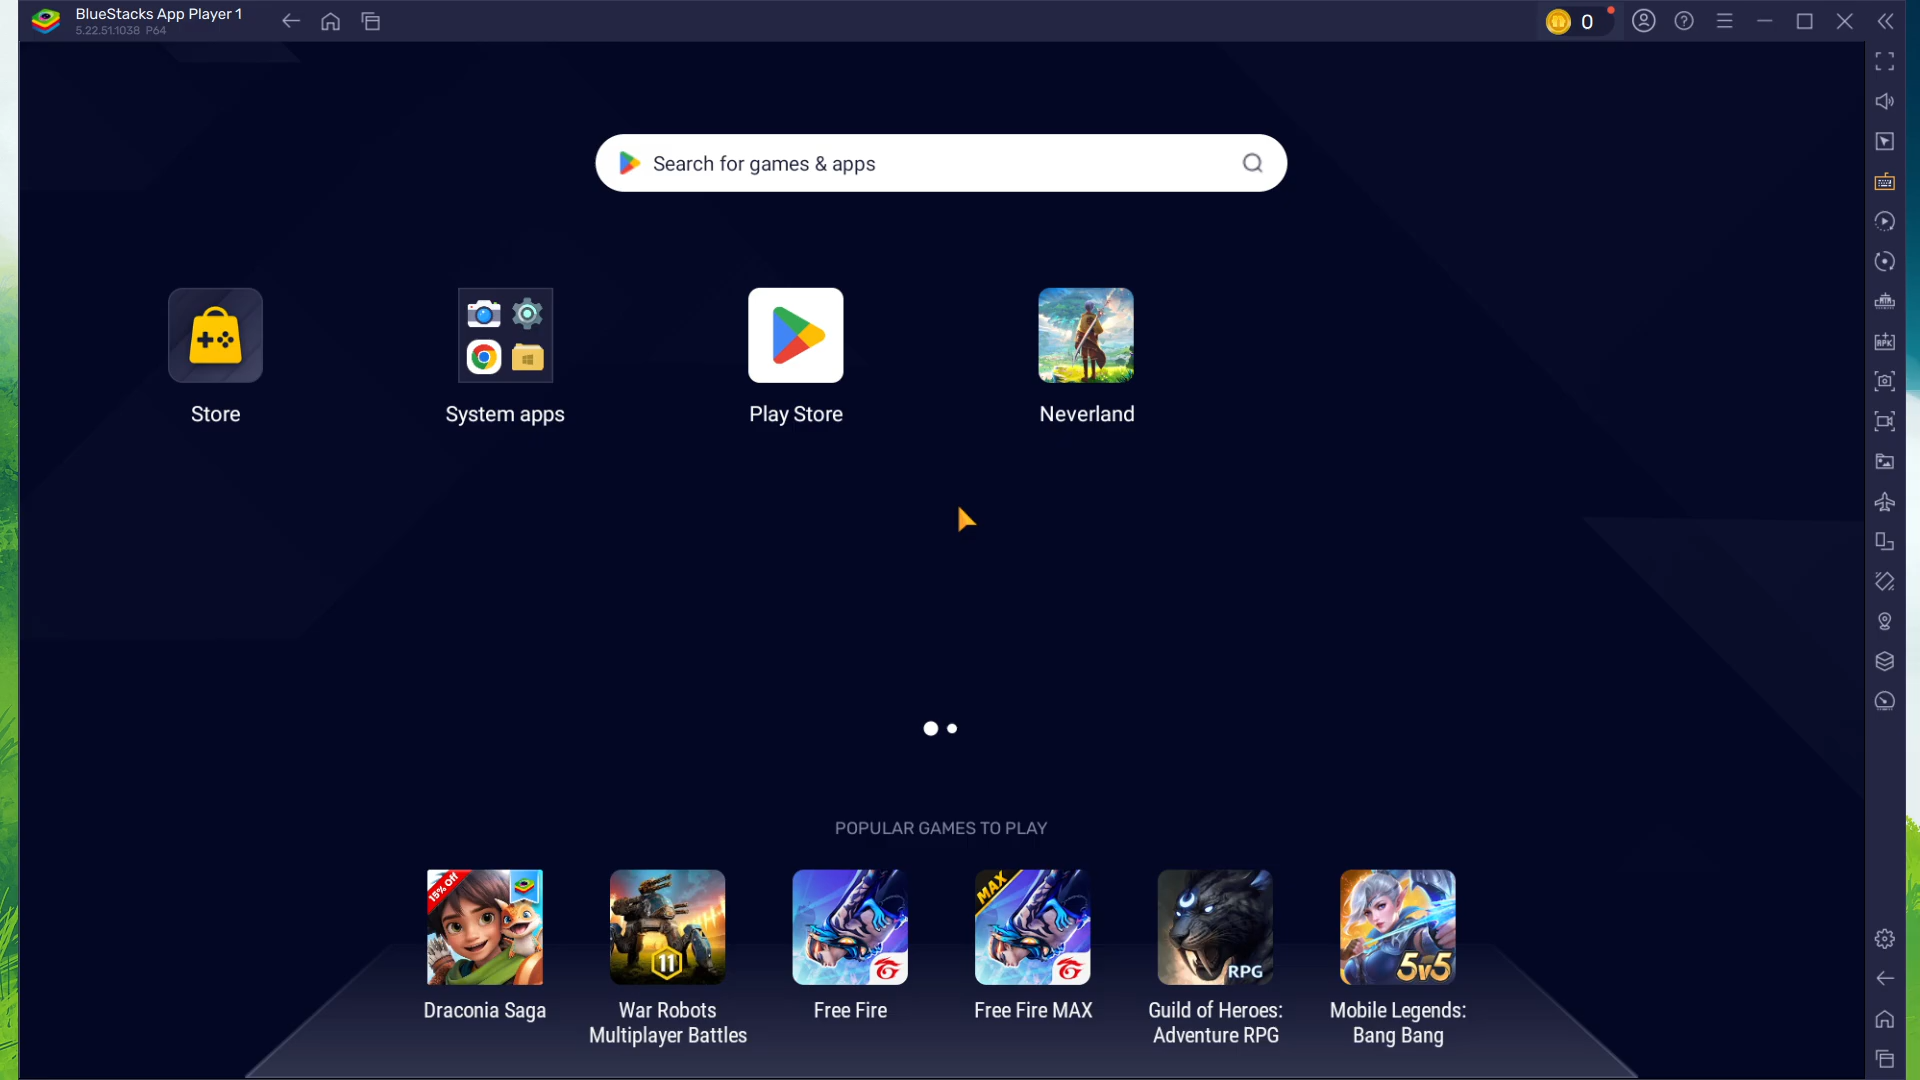 BlueStacks App Player 1
5.22.51.1038 P64
0
Search for games & apps
Store
System apps
Play Store
Neverland
POPULAR GAMES TO PLAY
15% Off
11
MAX
RPG
5v5
Draconia Saga
War Robots
Multiplayer Battles
Free Fire
Free Fire MAX
Guild of Heroes:
Adventure RPG
Mobile Legends:
Bang Bang